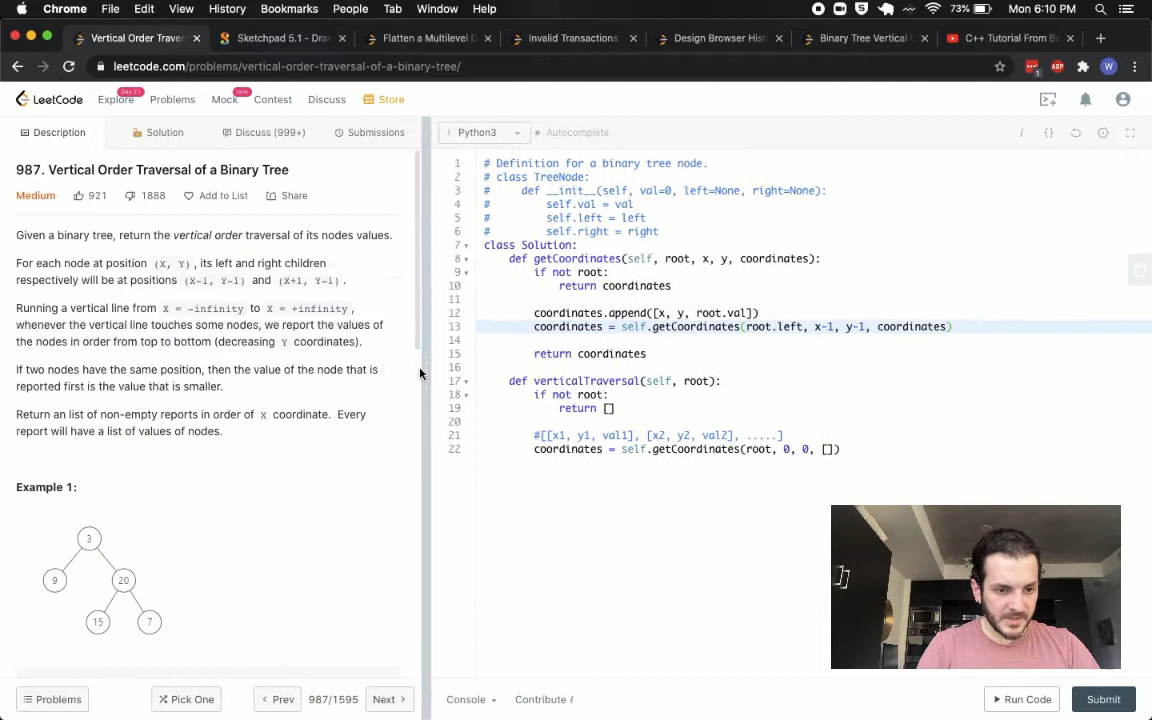 Chrome File Edit View History Bookmarks People Tab Window Help 73% Mon 6:10 PM
Vertical Order Traver Sketchpad 5.1 - Dra Flatten a Multilevel D Invalid Transactions Design Browser Hist Binary Tree Vertical C++ Tutorial From Ba
leetcode.com/problems/vertical-order-traversal-of-a-binary-tree/ 1 ABP W
LeetCode Explore Day 21 Problems Mock new Contest Discuss Store
Description Solution Discuss (999+) Submissions Python3 Autocomplete
987. Vertical Order Traversal of a Binary Tree
Medium 921 1888 Add to List Share
Given a binary tree, return the vertical order traversal of its nodes values.
For each node at position (X, Y), its left and right children
respectively will be at positions (X-1, Y-1) and (X+1, Y-1).
Running a vertical line from X = -infinity to X = +infinity,
whenever the vertical line touches some nodes, we report the values of
the nodes in order from top to bottom (decreasing Y coordinates).
If two nodes have the same position, then the value of the node that is
reported first is the value that is smaller.
Return an list of non-empty reports in order of X coordinate. Every
report will have a list of values of nodes.
Example 1:
3
9 20
15 7
1 # Definition for a binary tree node.
2 # class TreeNode:
3 #     def __init__(self, val=0, left=None, right=None):
4 #         self.val = val
5 #         self.left = left
6 #         self.right = right
7 class Solution:
8     def getCoordinates(self, root, x, y, coordinates):
9         if not root:
10             return coordinates
11
12         coordinates.append([x, y, root.val])
13         coordinates = self.getCoordinates(root.left, x-1, y-1, coordinates)
14
15         return coordinates
16
17     def verticalTraversal(self, root):
18         if not root:
19             return []
20
21         #[[x1, y1, val1], [x2, y2, val2], .....]
22         coordinates = self.getCoordinates(root, 0, 0, [])
Problems Pick One Prev 987/1595 Next Console Contribute i Run Code Submit